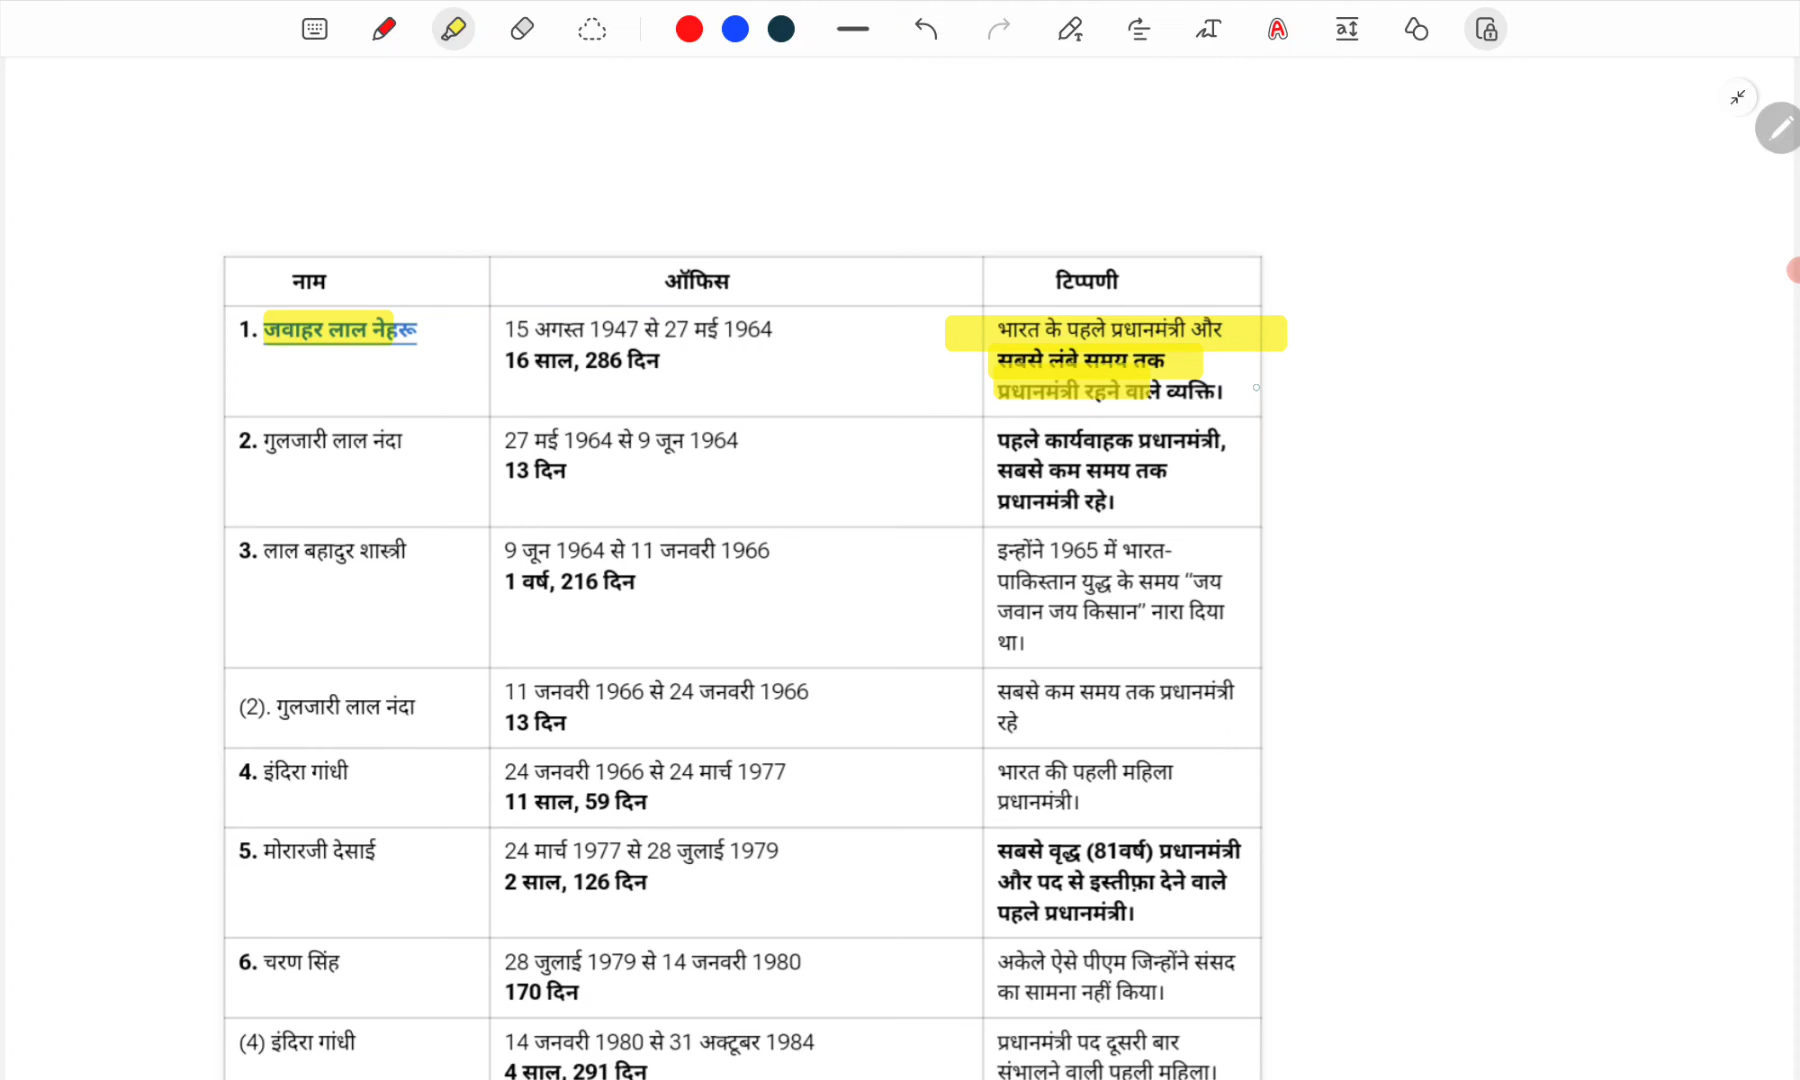 नाम ऑफिस टिप्पणी
1. जवाहर लाल नेहरू
15 अगस्त 1947 से 27 मई 1964
16 साल, 286 दिन
भारत के पहले प्रधानमंत्री और
सबसे लंबे समय तक
प्रधानमंत्री रहने वाले व्यक्ति।
2. गुलजारी लाल नंदा
27 मई 1964 से 9 जून 1964
13 दिन
पहले कार्यवाहक प्रधानमंत्री,
सबसे कम समय तक
प्रधानमंत्री रहे।
3. लाल बहादुर शास्त्री
9 जून 1964 से 11 जनवरी 1966
1 वर्ष, 216 दिन
इन्होंने 1965 में भारत-
पाकिस्तान युद्ध के समय “जय
जवान जय किसान” नारा दिया
था।
(2). गुलजारी लाल नंदा
11 जनवरी 1966 से 24 जनवरी 1966
13 दिन
सबसे कम समय तक प्रधानमंत्री
रहे
4. इंदिरा गांधी
24 जनवरी 1966 से 24 मार्च 1977
11 साल, 59 दिन
भारत की पहली महिला
प्रधानमंत्री।
5. मोरारजी देसाई
24 मार्च 1977 से 28 जुलाई 1979
2 साल, 126 दिन
सबसे वृद्ध (81वर्ष) प्रधानमंत्री
और पद से इस्तीफ़ा देने वाले
पहले प्रधानमंत्री।
6. चरण सिंह
28 जुलाई 1979 से 14 जनवरी 1980
170 दिन
अकेले ऐसे पीएम जिन्होंने संसद
का सामना नहीं किया।
(4) इंदिरा गांधी
14 जनवरी 1980 से 31 अक्टूबर 1984
4 साल, 291 दिन
प्रधानमंत्री पद दूसरी बार
संभालने वाली पहली महिला।